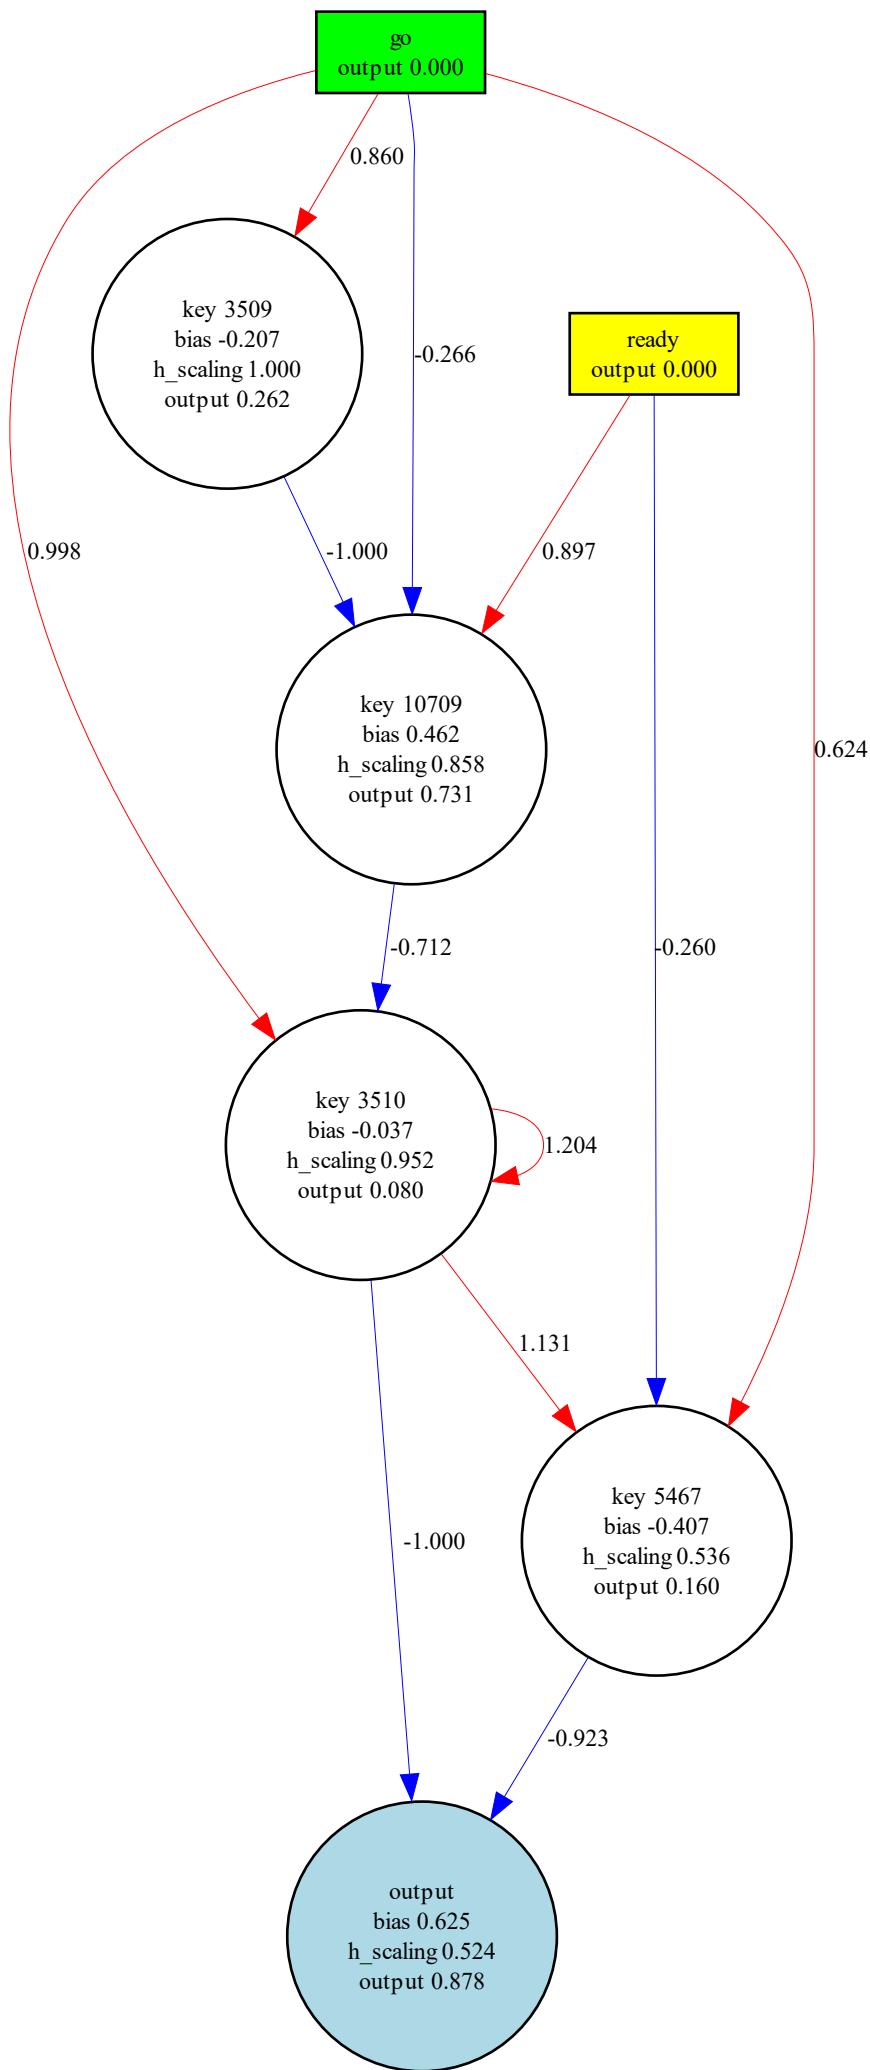 go
output 0.000
0.860
key 3509
bias -0.207
h_scaling 1.000
output 0.262
-0.266
ready
output 0.000
0.998
-1.000
0.897
key 10709
bias 0.462
h_scaling 0.858
output 0.731
0.624
-0.712
-0.260
key 3510
bias -0.037
h_scaling 0.952
output 0.080
1.204
1.131
key 5467
bias -0.407
h_scaling 0.536
output 0.160
-1.000
-0.923
output
bias 0.625
h_scaling 0.524
output 0.878